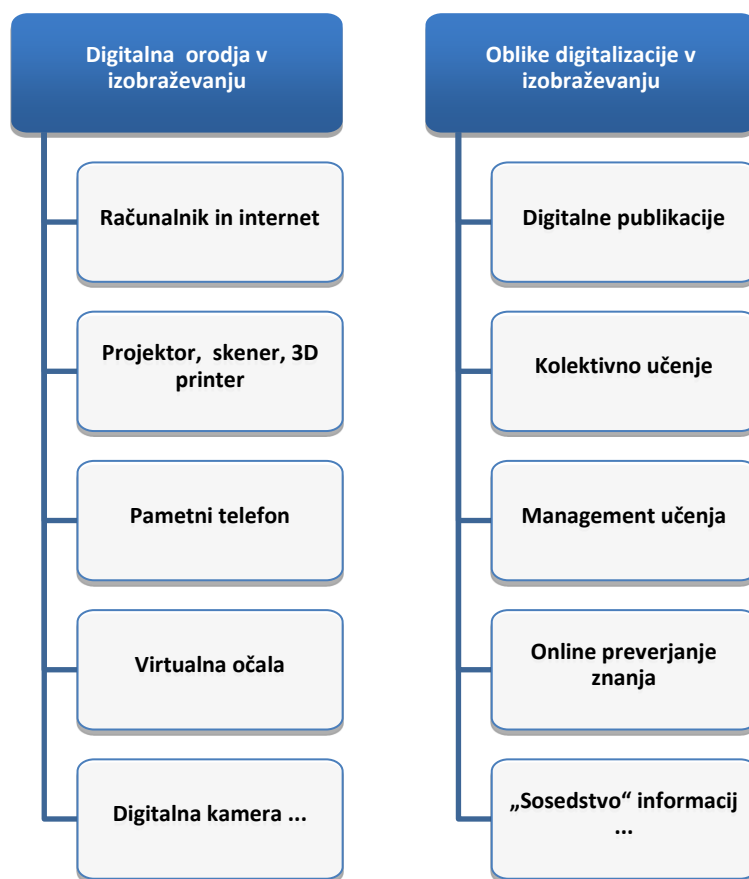 Digitalna  orodja v
izobraževanju
Računalnik in internet
Projektor,  skener, 3D
printer
Pametni telefon
Virtualna očala
Digitalna kamera ...
Oblike digitalizacije v
izobraževanju
Digitalne publikacije
Kolektivno učenje
Management učenja
Online preverjanje
znanja
„Sosedstvo“ informacij
...